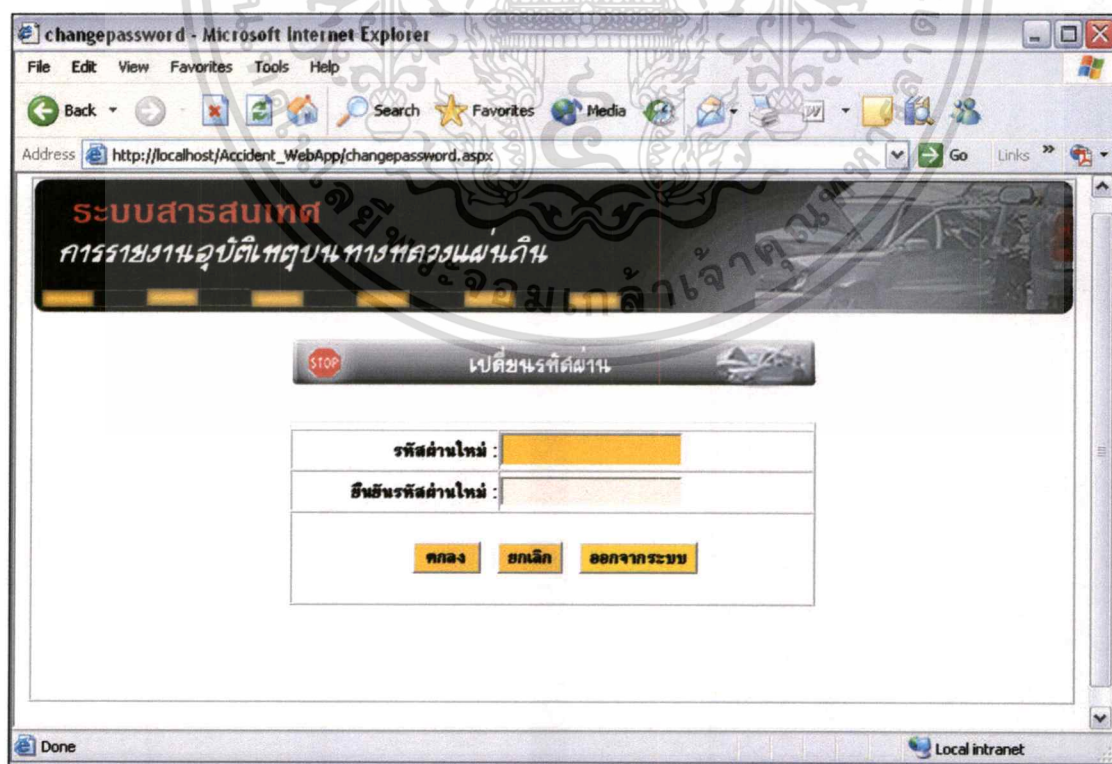 changepassword - Microsoft Internet Explorer
File Edit View Favorites Tools Help
Back Search Favorites Media
Address http://localhost/Accident_WebApp/changepassword.aspx Go Links »
ระบบสารสนเทศ
การรายงานอุบัติเหตุบนทางหลวงแผ่นดิน
STOP เปลี่ยนรหัสผ่าน
รหัสผ่านใหม่ :
ยืนยันรหัสผ่านใหม่ :
ตกลง ยกเลิก ออกจากระบบ
Done Local intranet